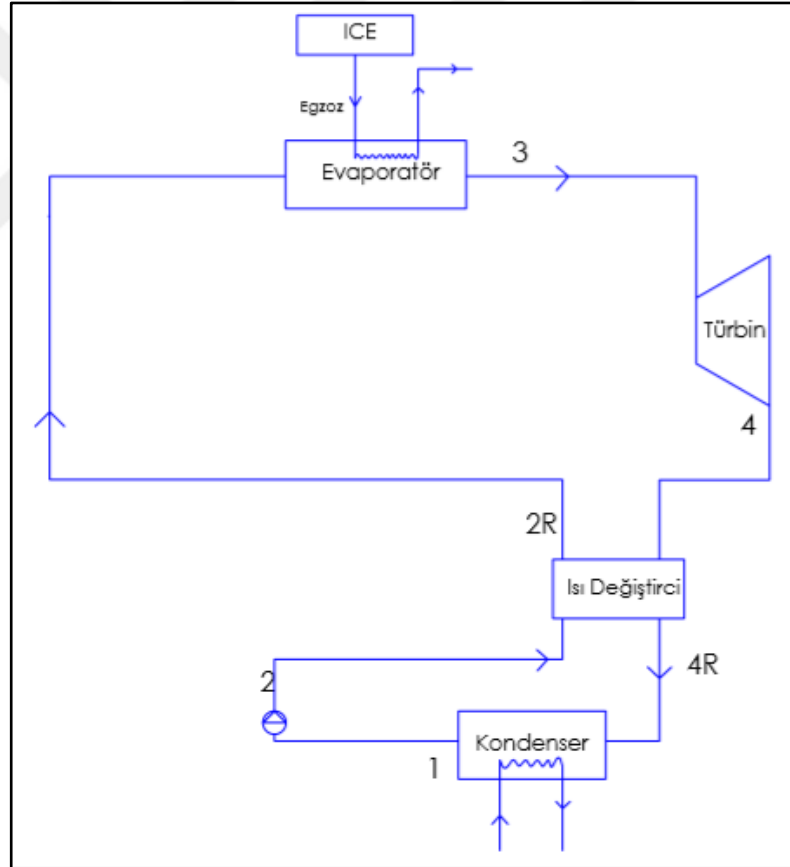 ICE
Egzoz
Evaporatör
3
Türbin
4
2R
Isı Değiştirci
4R
2
Kondenser
1